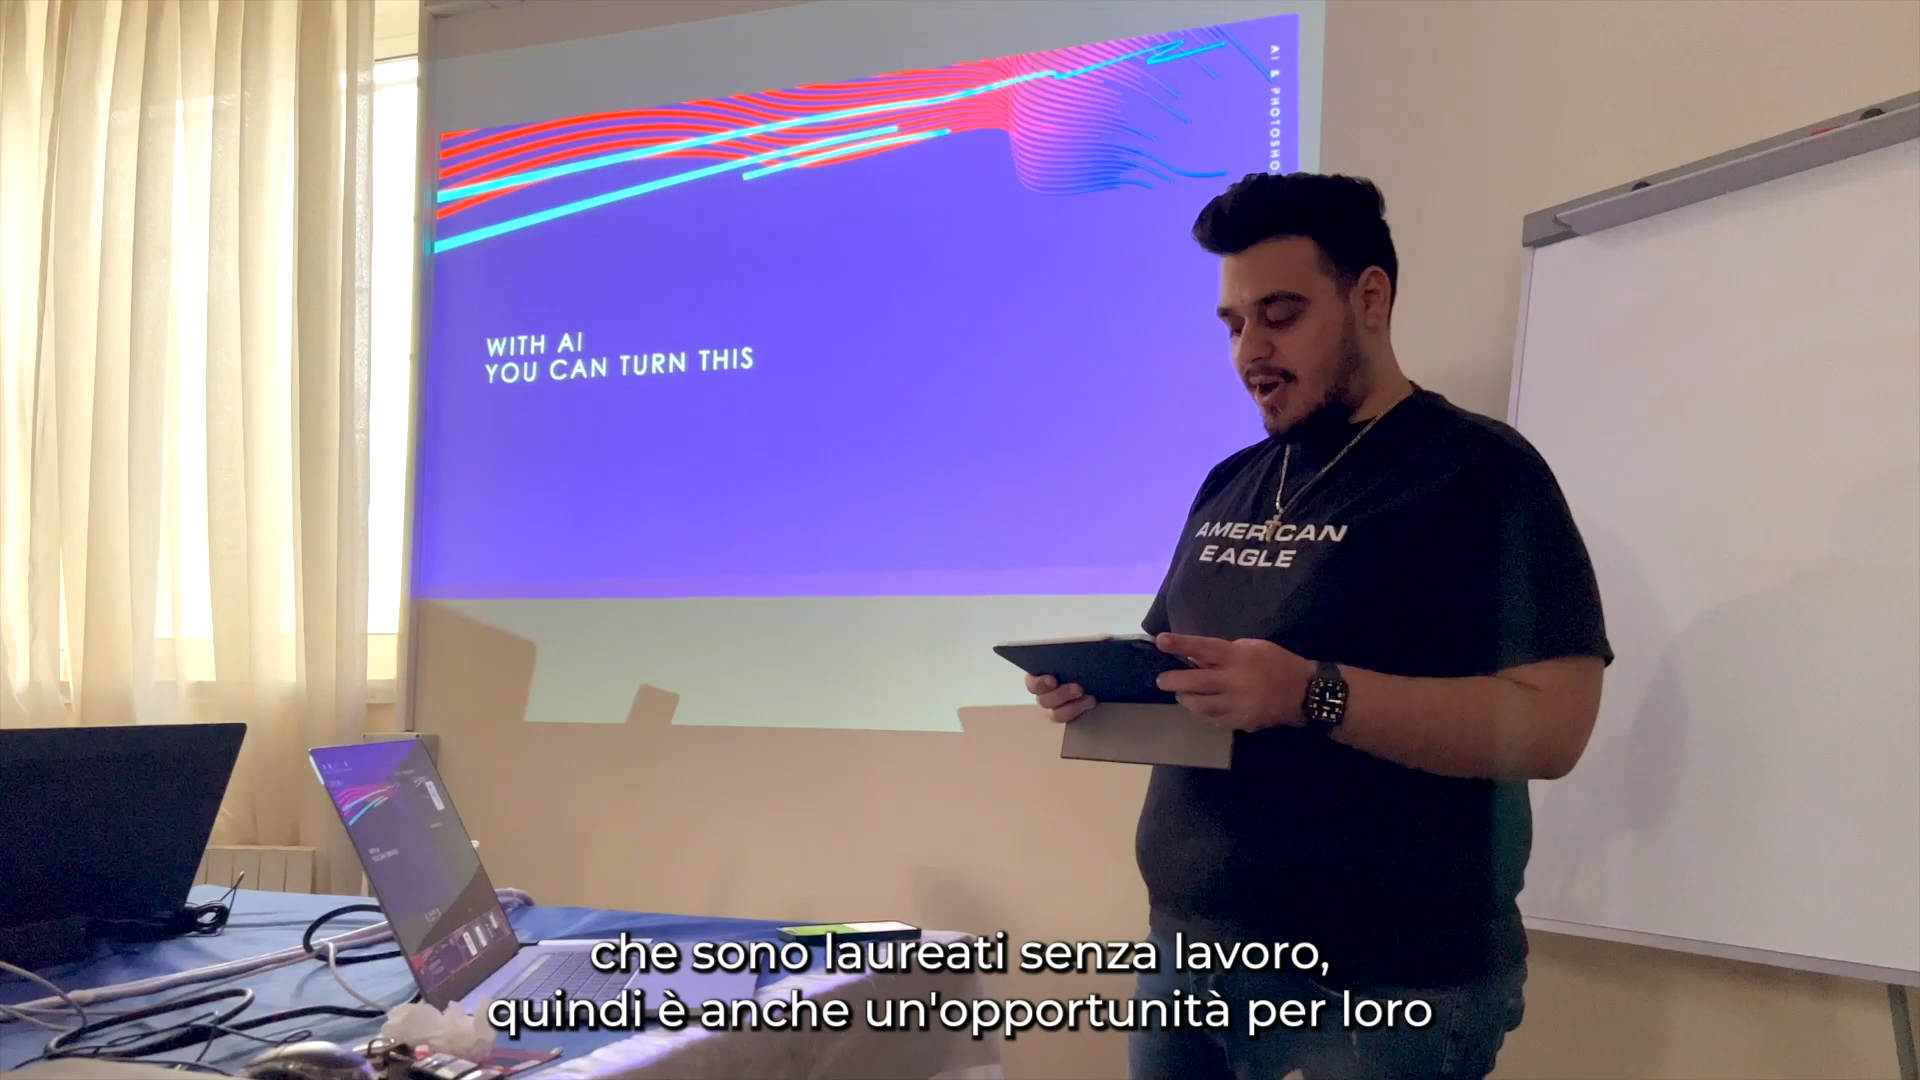 AI & PHOTOSHO
WITH AI
YOU CAN TURN THIS
AMERICAN
EAGLE
che sono laureati senza lavoro,
quindi è anche un'opportunità per loro